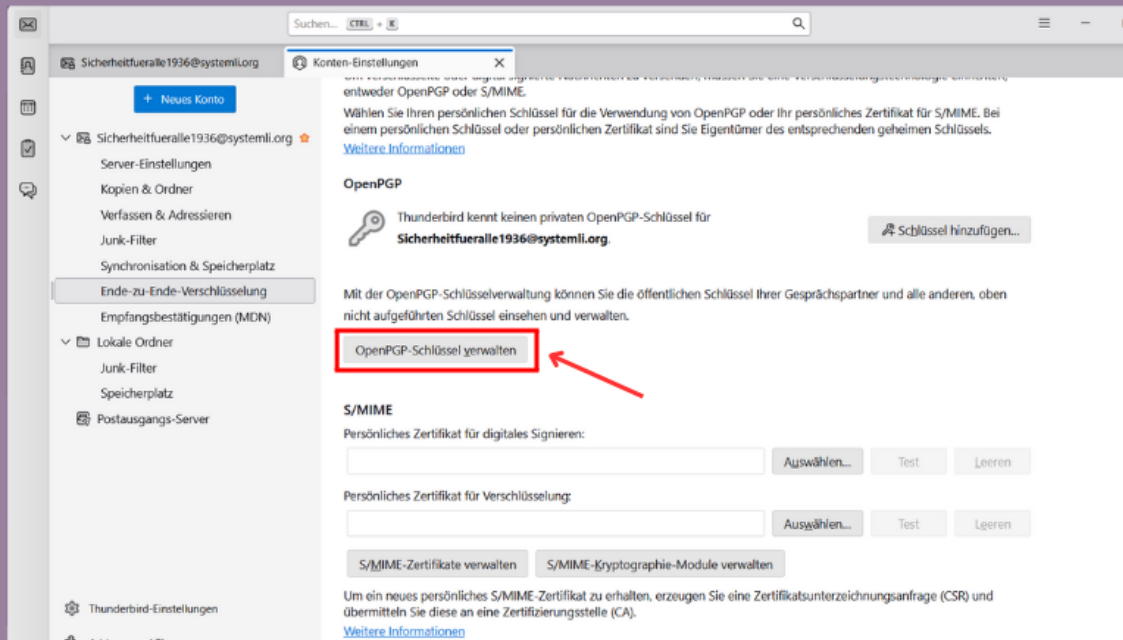 Suchen... CTRL + K
Sicherheitfueralle1936@systemli.org
Konten-Einstellungen
+ Neues Konto
Sicherheitfueralle1936@systemli.org
Server-Einstellungen
Kopien & Ordner
Verfassen & Adressieren
Junk-Filter
Synchronisation & Speicherplatz
Ende-zu-Ende-Verschlüsselung
Empfangsbestätigungen (MDN)
Lokale Ordner
Junk-Filter
Speicherplatz
Postausgangs-Server
Thunderbird-Einstellungen
entweder OpenPGP oder S/MIME.
Wählen Sie Ihren persönlichen Schlüssel für die Verwendung von OpenPGP oder Ihr persönliches Zertifikat für S/MIME. Bei
einem persönlichen Schlüssel oder persönlichen Zertifikat sind Sie Eigentümer des entsprechenden geheimen Schlüssels.
Weitere Informationen
OpenPGP
Thunderbird kennt keinen privaten OpenPGP-Schlüssel für
Sicherheitfueralle1936@systemli.org.
Schlüssel hinzufügen...
Mit der OpenPGP-Schlüsselverwaltung können Sie die öffentlichen Schlüssel Ihrer Gesprächspartner und alle anderen, oben
nicht aufgeführten Schlüssel einsehen und verwalten.
OpenPGP-Schlüssel verwalten
S/MIME
Persönliches Zertifikat für digitales Signieren:
Auswählen... Test Leeren
Persönliches Zertifikat für Verschlüsselung:
Auswählen... Test Leeren
S/MIME-Zertifikate verwalten S/MIME-Kryptographie-Module verwalten
Um ein neues persönliches S/MIME-Zertifikat zu erhalten, erzeugen Sie eine Zertifikatsunterzeichnungsanfrage (CSR) und
übermitteln Sie diese an eine Zertifizierungsstelle (CA).
Weitere Informationen